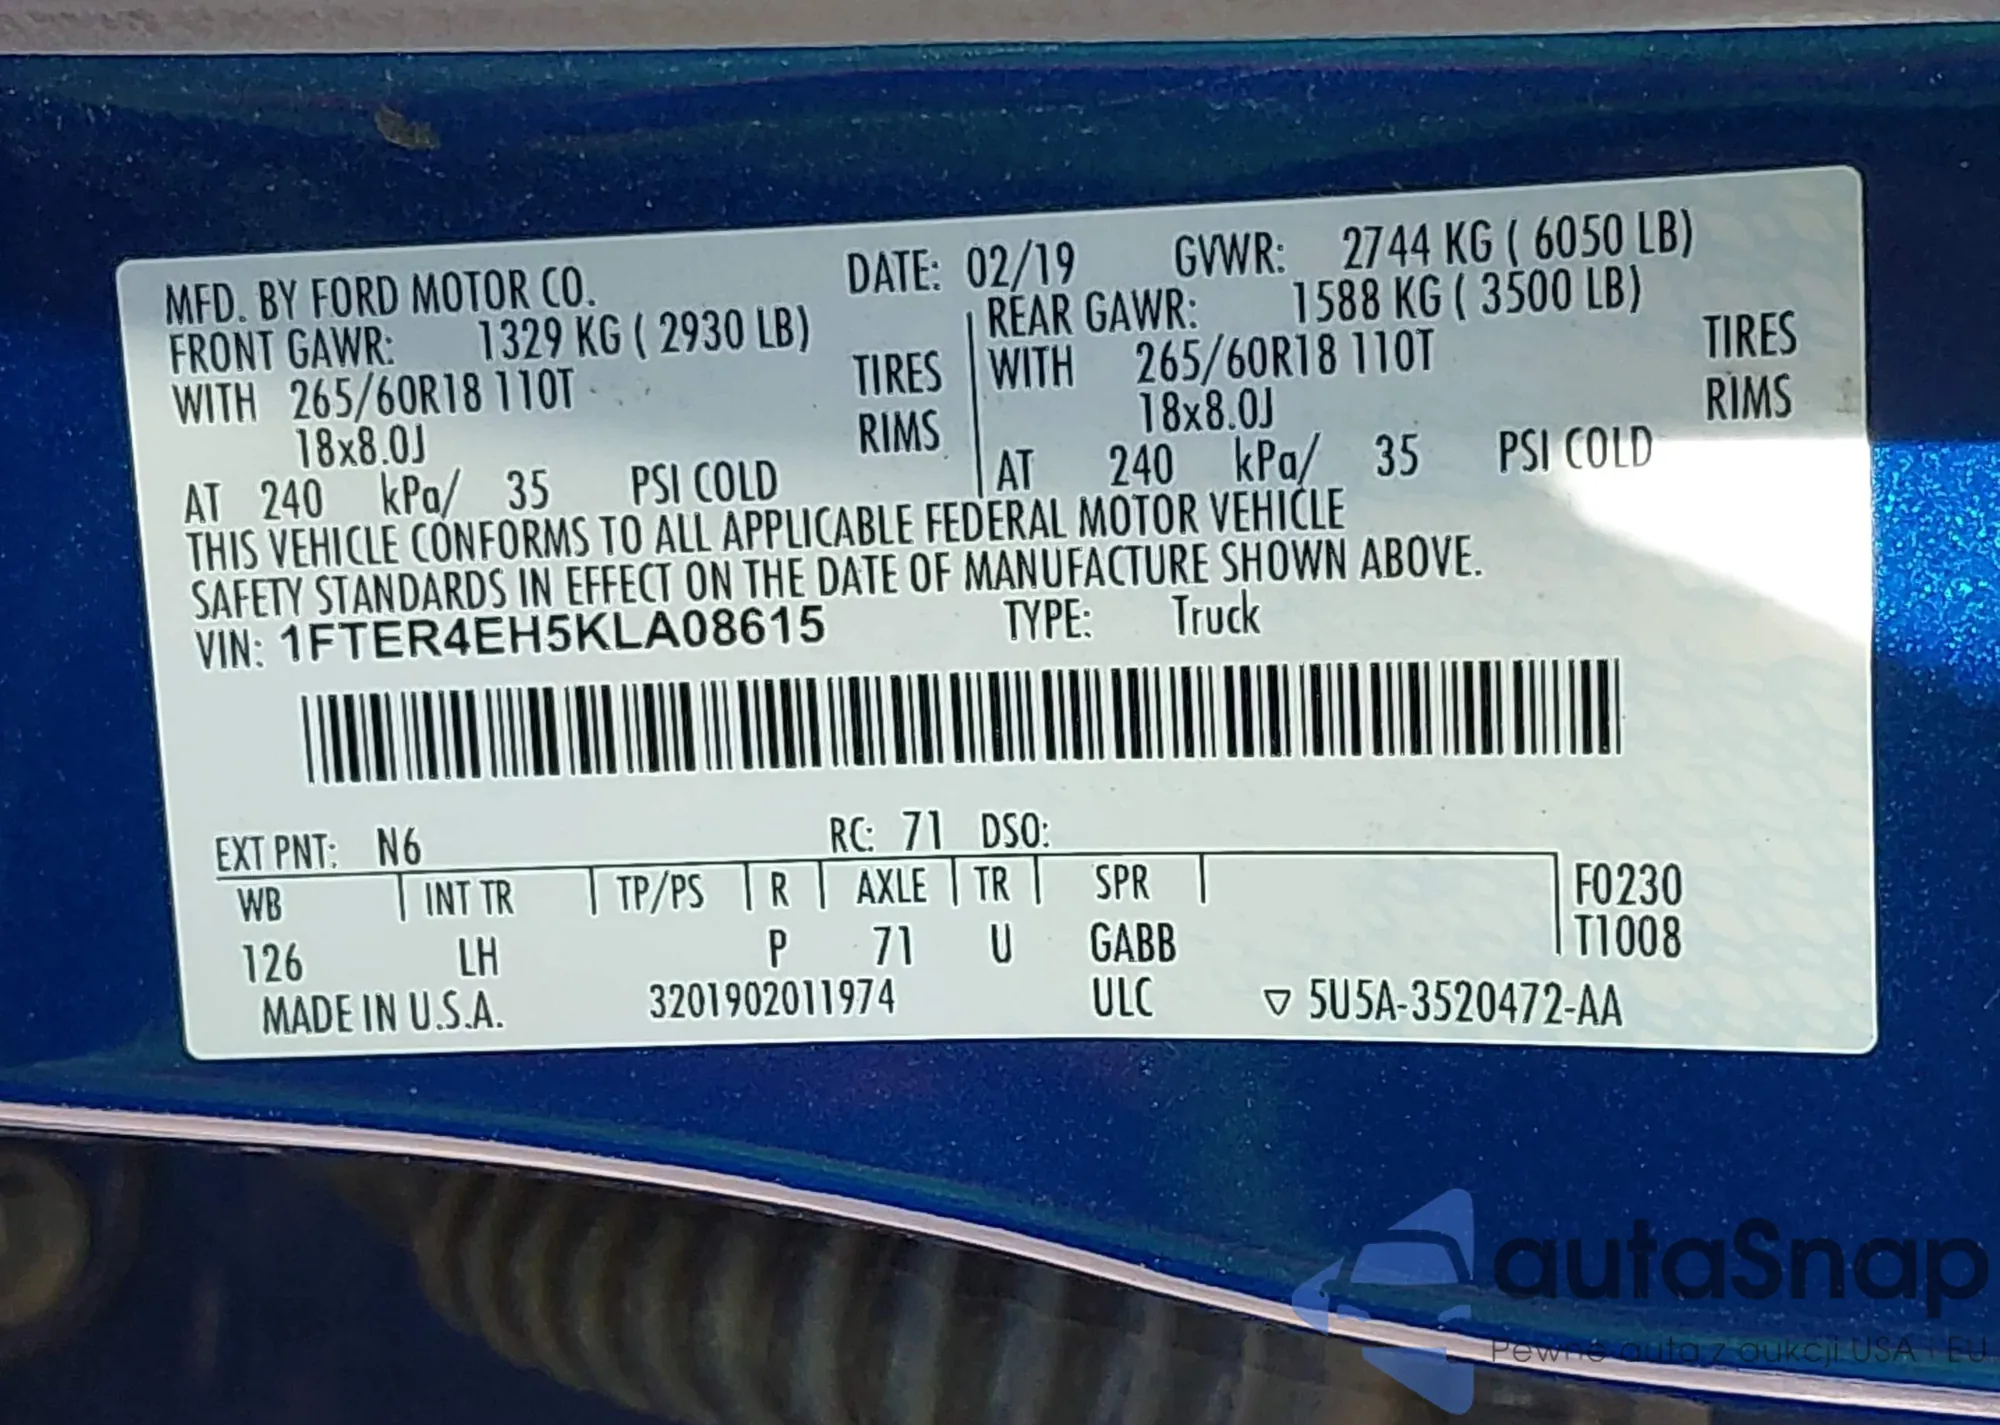 MFD. BY FORD MOTOR CO. DATE: 02/19 GVWR: 2744 KG ( 6050 LB)
FRONT GAWR: 1329 KG ( 2930 LB) REAR GAWR: 1588 KG ( 3500 LB)
WITH 265/60R18 110T TIRES WITH 265/60R18 110T TIRES
18x8.0J RIMS 18x8.0J RIMS
AT 240 kPa/ 35 PSI COLD AT 240 kPa/ 35 PSI COLD
THIS VEHICLE CONFORMS TO ALL APPLICABLE FEDERAL MOTOR VEHICLE
SAFETY STANDARDS IN EFFECT ON THE DATE OF MANUFACTURE SHOWN ABOVE.
VIN: 1FTER4EH5KLA08615 TYPE: Truck
EXT PNT: N6 RC: 71 DSO:
WB INT TR TP/PS R AXLE TR SPR F0230
126 LH P 71 U GABB T1008
MADE IN U.S.A. 3201902011974 ULC ▽ 5U5A-3520472-AA
autaSnap
Pewne auta z aukcji USA i EU